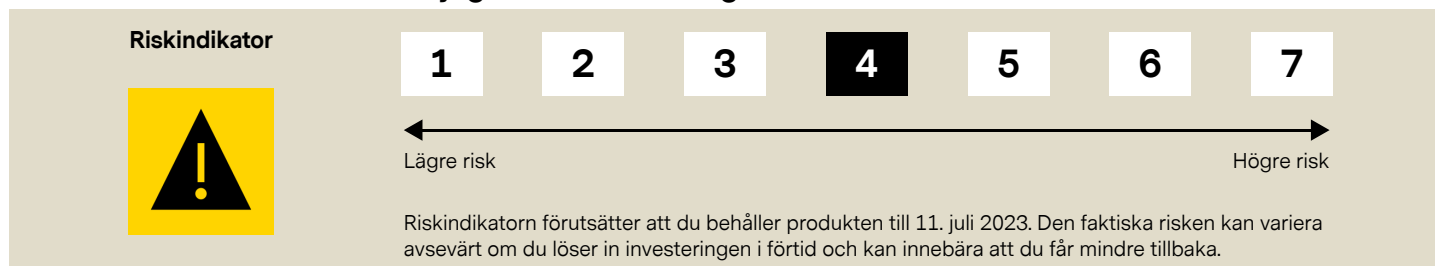 Riskindikator
1 2 3 4 5 6 7
Lägre risk Högre risk
Riskindikatorn förutsätter att du behåller produkten till 11. juli 2023. Den faktiska risken kan variera
avsevärt om du löser in investeringen i förtid och kan innebära att du får mindre tillbaka.